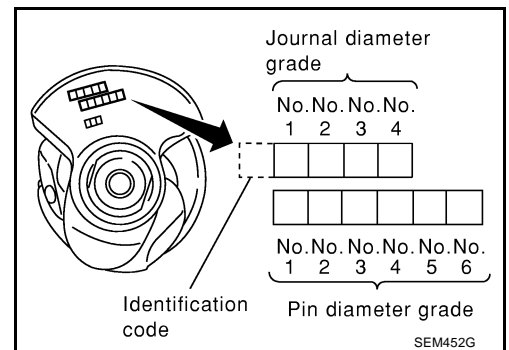 Journal diameter
grade
No. No. No. No.
1 2 3 4
No. No. No. No. No. No.
1 2 3 4 5 6
Identification
code
Pin diameter grade
SEM452G